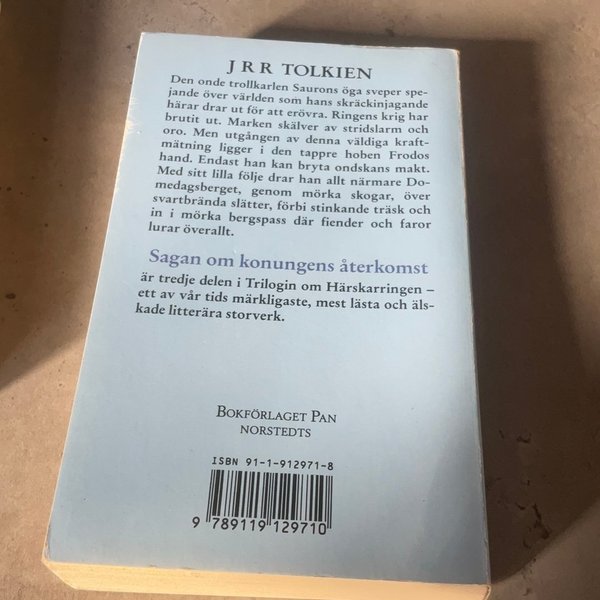 J R R TOLKIEN
Den onde trollkarlen Saurons öga sveper spe-
jande över världen som hans skräckinjagande
härar drar ut för att erövra. Ringens krig har
brutit ut. Marken skälver av stridslarm och
oro. Men utgången av denna väldiga kraft-
mätning ligger i den tappre hoben Frodos
hand. Endast han kan bryta ondskans makt.
Med sitt lilla följe drar han allt närmare Do-
medagsberget, genom mörka skogar, över
svartbrända slätter, förbi stinkande träsk och
in i mörka bergspass där fiender och faror
lurar överallt.
Sagan om konungens återkomst
är tredje delen i Trilogin om Härskarringen –
ett av vår tids märkligaste, mest lästa och äls-
kade litterära storverk.
BOKFÖRLAGET PAN
NORSTEDTS
ISBN 91-1-912971-8
9 789119 129710